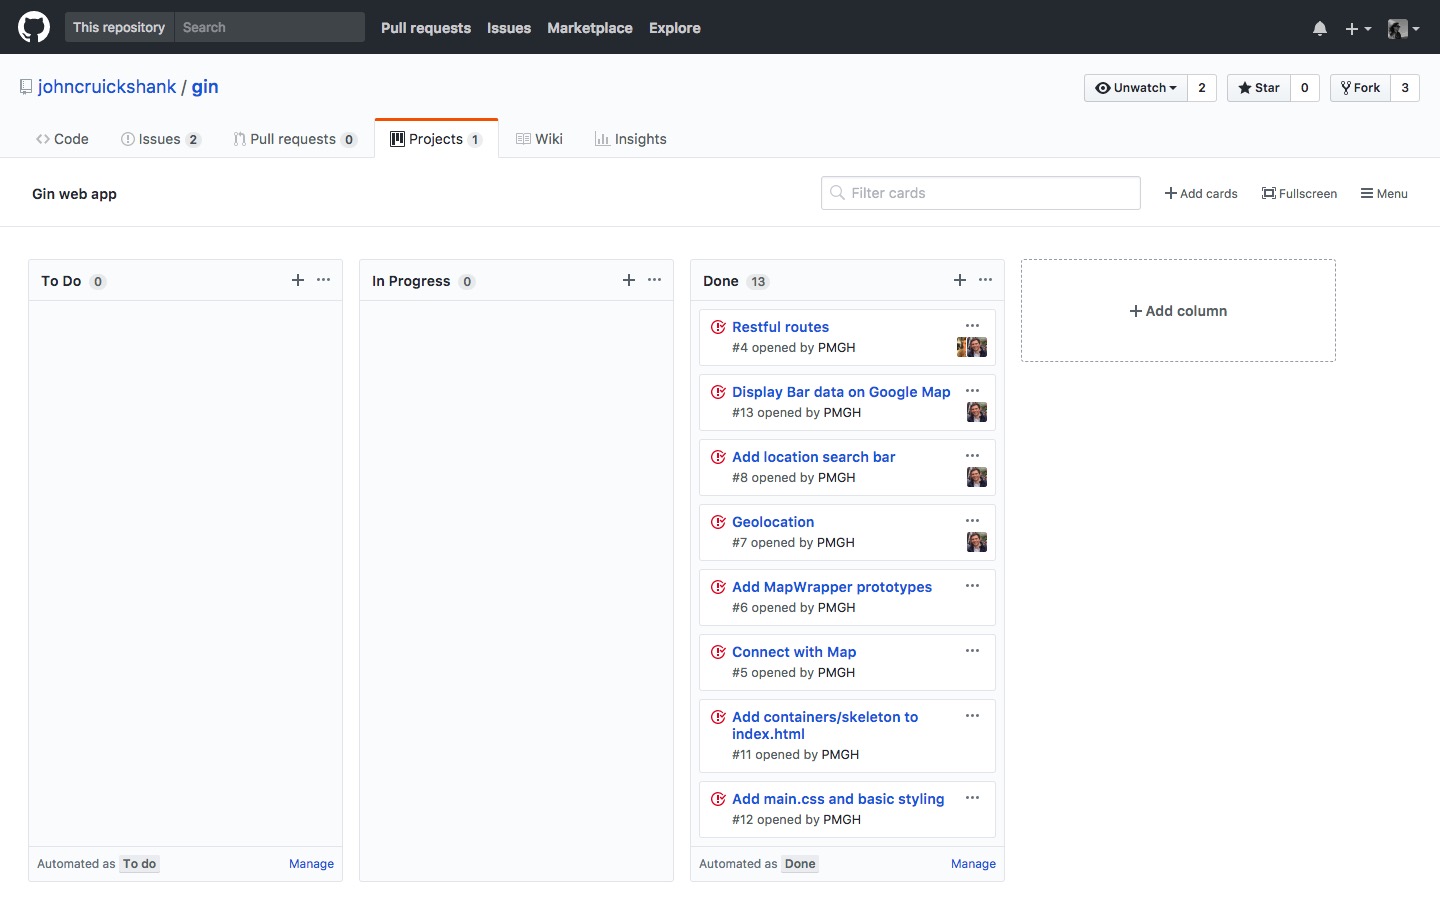 This repository Search Pull requests Issues Marketplace Explore
johncruickshank / gin
Unwatch 2 Star 0 Fork 3
Code Issues 2 Pull requests 0 Projects 1 Wiki Insights
Gin web app
Filter cards
Add cards Fullscreen Menu
To Do 0
Automated as To do Manage
In Progress 0
Done 13
Restful routes
#4 opened by PMGH
Display Bar data on Google Map
#13 opened by PMGH
Add location search bar
#8 opened by PMGH
Geolocation
#7 opened by PMGH
Add MapWrapper prototypes
#6 opened by PMGH
Connect with Map
#5 opened by PMGH
Add containers/skeleton to
index.html
#11 opened by PMGH
Add main.css and basic styling
#12 opened by PMGH
Automated as Done Manage
Add column